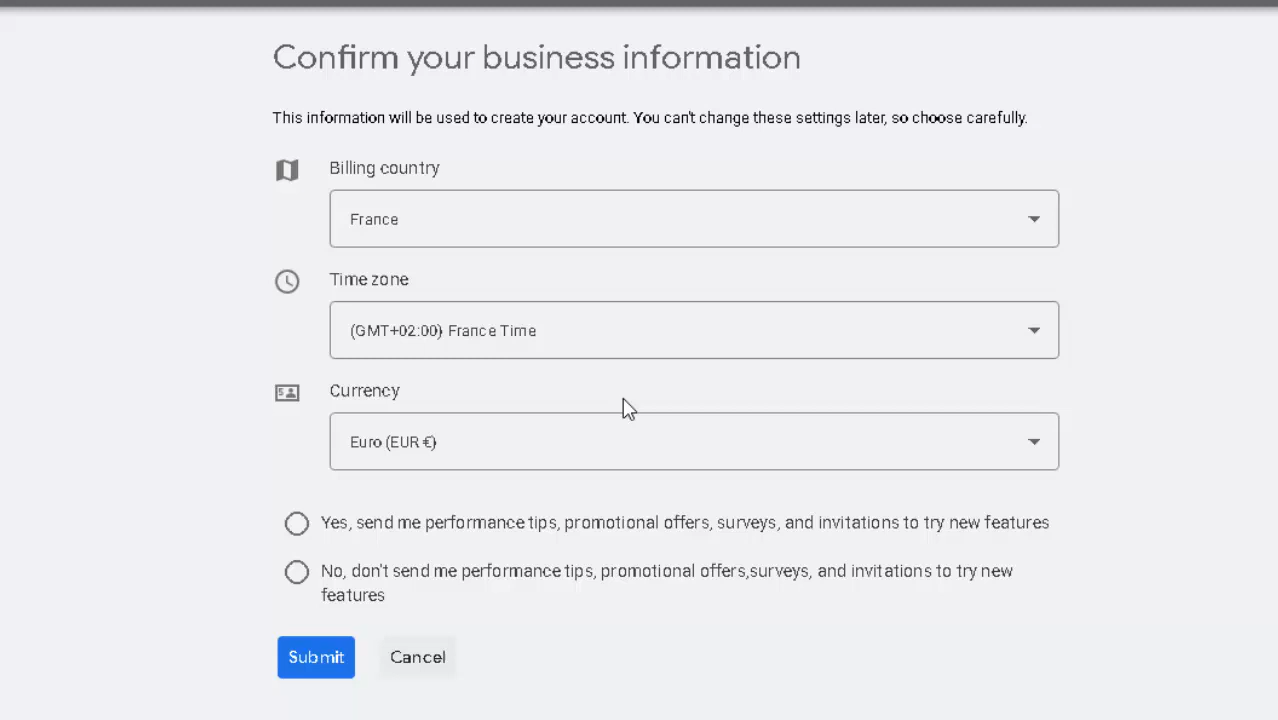 Confirm your business information
This information will be used to create your account. You can't change these settings later, so choose carefully.
Billing country
France
Time zone
(GMT+02:00) France Time
Currency
Euro (EUR €)
Yes, send me performance tips, promotional offers, surveys, and invitations to try new features
No, don't send me performance tips, promotional offers,surveys, and invitations to try new
features
Submit Cancel